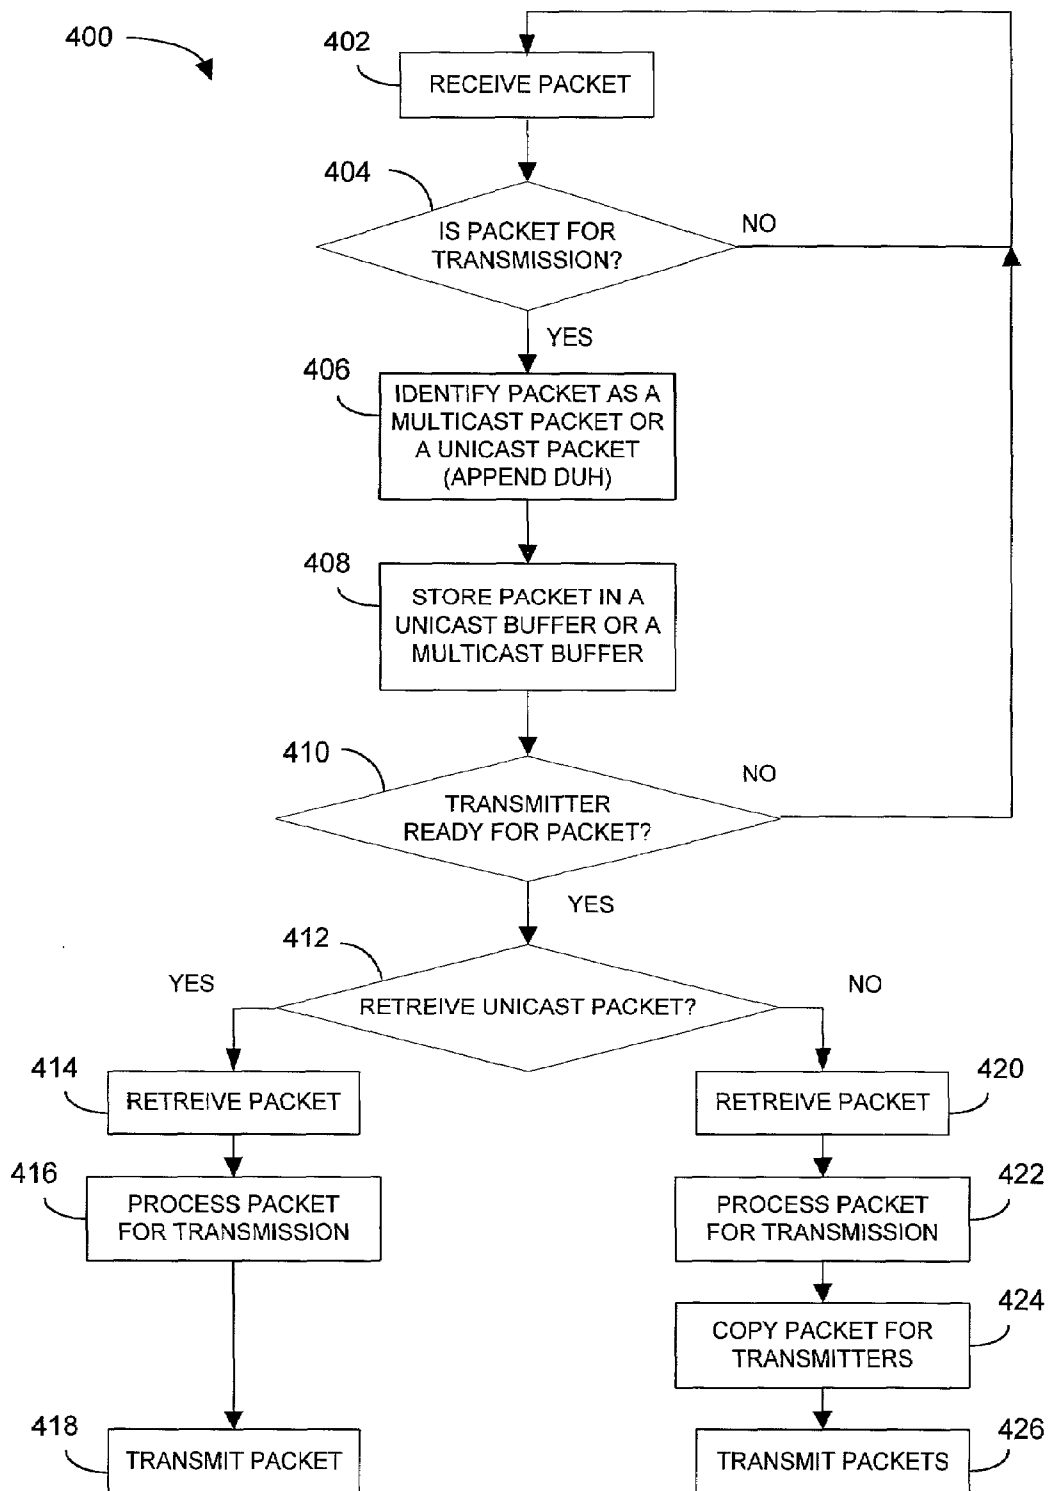 400
402
RECEIVE PACKET
404
IS PACKET FOR
TRANSMISSION?
NO
YES
406
IDENTIFY PACKET AS A
MULTICAST PACKET OR
A UNICAST PACKET
(APPEND DUH)
408
STORE PACKET IN A
UNICAST BUFFER OR A
MULTICAST BUFFER
410
TRANSMITTER
READY FOR PACKET?
NO
YES
412
RETREIVE UNICAST PACKET?
YES
NO
414
RETREIVE PACKET
416
PROCESS PACKET
FOR TRANSMISSION
418
TRANSMIT PACKET
420
RETREIVE PACKET
422
PROCESS PACKET
FOR TRANSMISSION
424
COPY PACKET FOR
TRANSMITTERS
426
TRANSMIT PACKETS